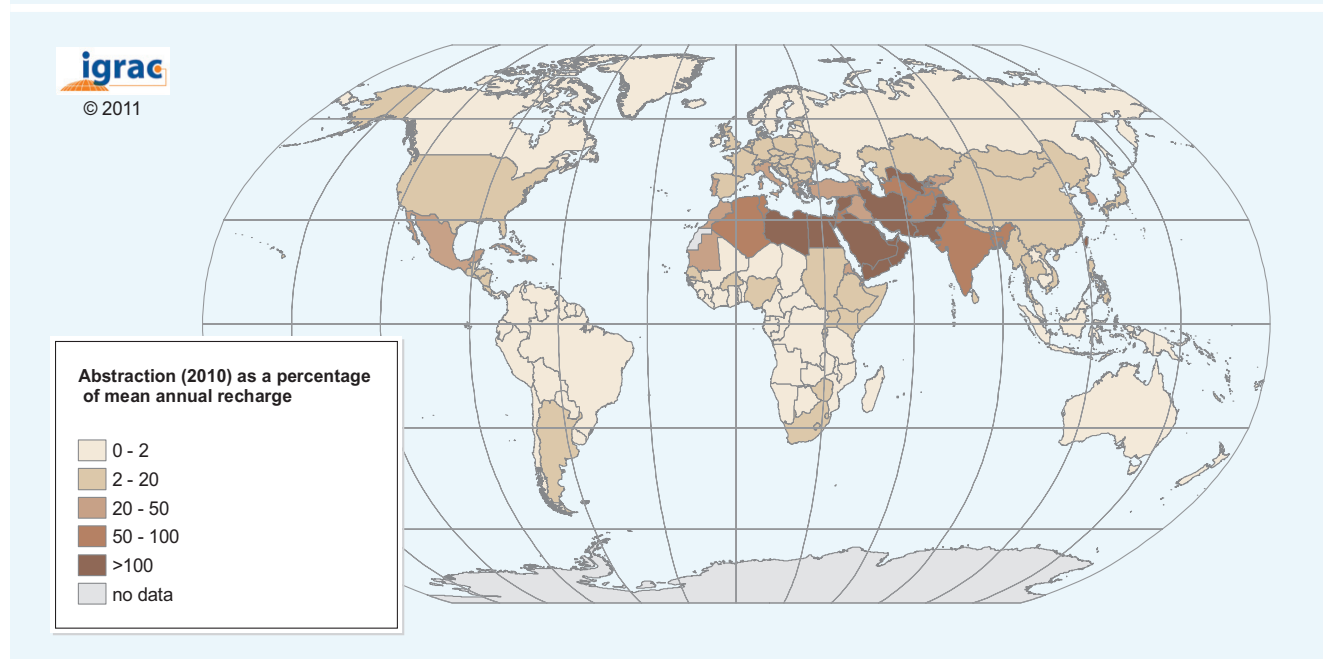 igrac
© 2011
Abstraction (2010) as a percentage
of mean annual recharge
0 - 2
2 - 20
20 - 50
50 - 100
>100
no data